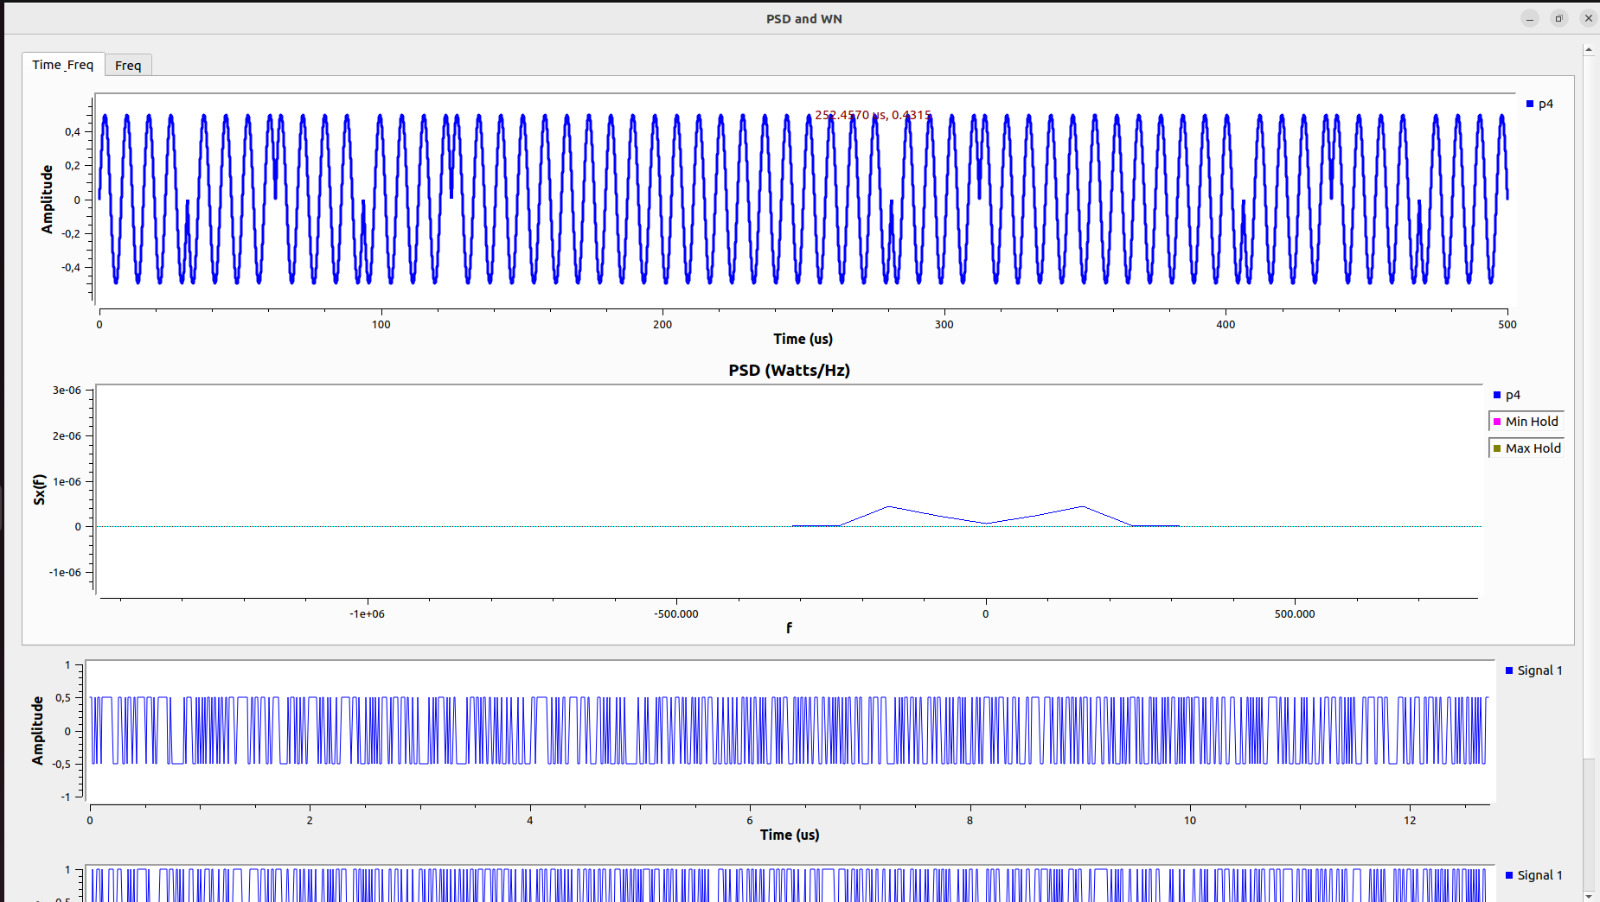 PSD and WN
Time_Freq
Freq
252.4570 us, 0.4315
p4
Amplitude
0,4
0,2
0
-0,2
-0,4
0
100
200
300
400
500
Time (us)
PSD (Watts/Hz)
Sx(f)
3e-06
2e-06
1e-06
0
-1e-06
p4
Min Hold
Max Hold
-1e+06
-500.000
0
500.000
f
Amplitude
1
0,5
0
-0,5
-1
Signal 1
0
2
4
6
8
10
12
Time (us)
1
Signal 1